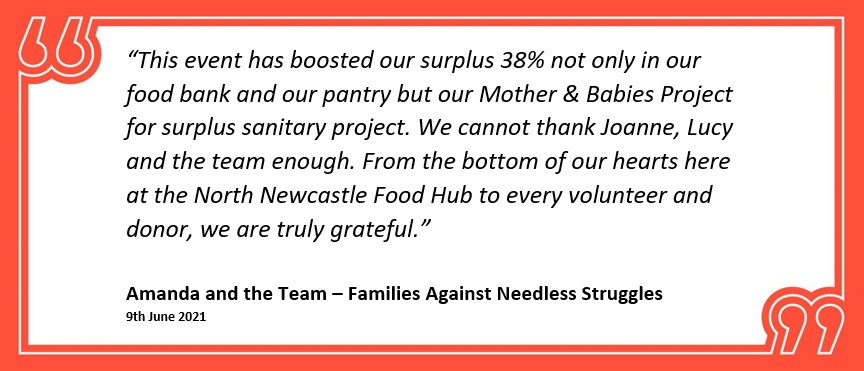 “This event has boosted our surplus 38% not only in our
food bank and our pantry but our Mother & Babies Project
for surplus sanitary project. We cannot thank Joanne, Lucy
and the team enough. From the bottom of our hearts here
at the North Newcastle Food Hub to every volunteer and
donor, we are truly grateful.”
Amanda and the Team – Families Against Needless Struggles
9th June 2021